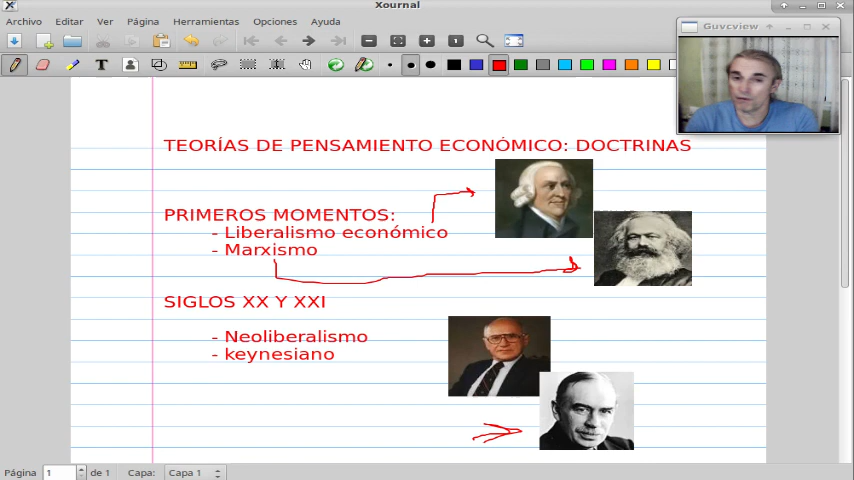 Xournal
Archivo Editar Ver Página Herramientas Opciones Ayuda
Guvcview
TEORÍAS DE PENSAMIENTO ECONÓMICO: DOCTRINAS
PRIMEROS MOMENTOS:
- Liberalismo económico
- Marxismo
SIGLOS XX Y XXI
- Neoliberalismo
- keynesiano
Página 1 de 1 Capa: Capa 1